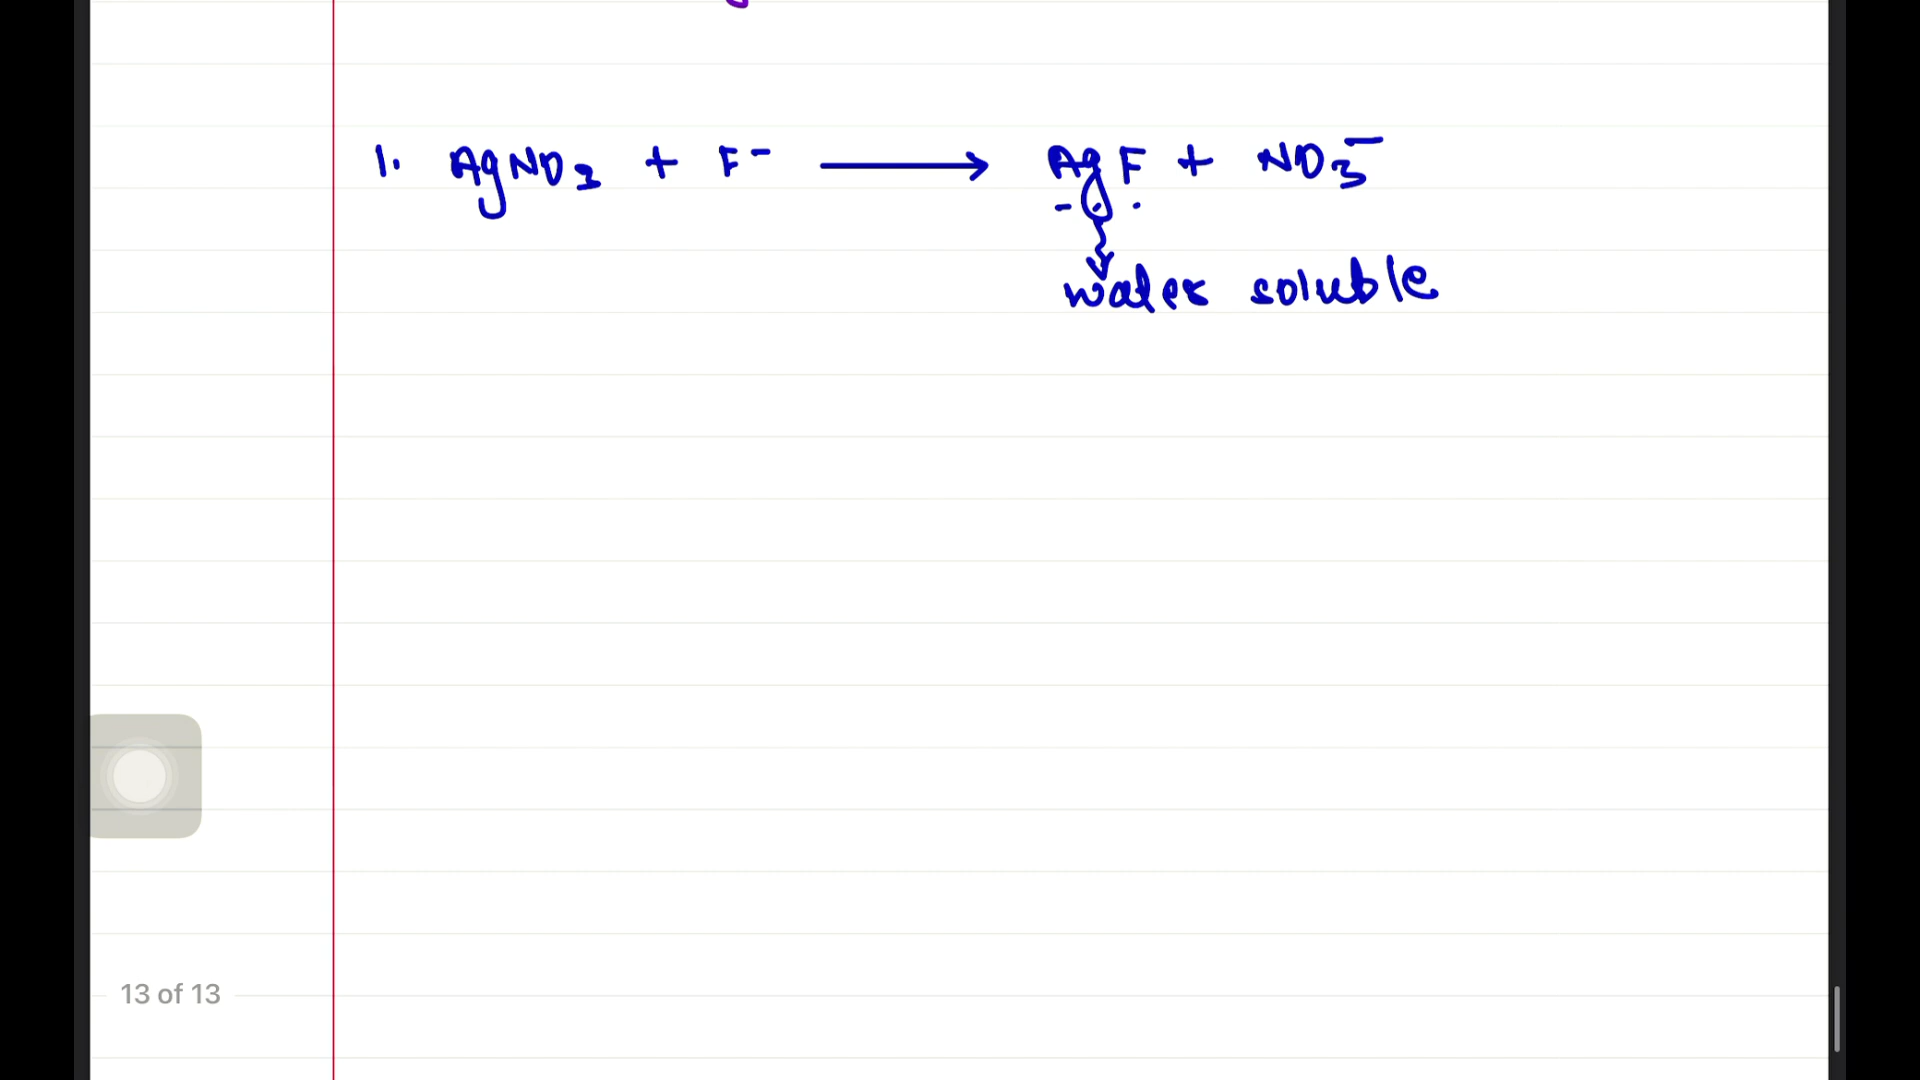 1. AgNO₃ + F⁻ ⟶ AgF + NO₃⁻
water soluble
13 of 13